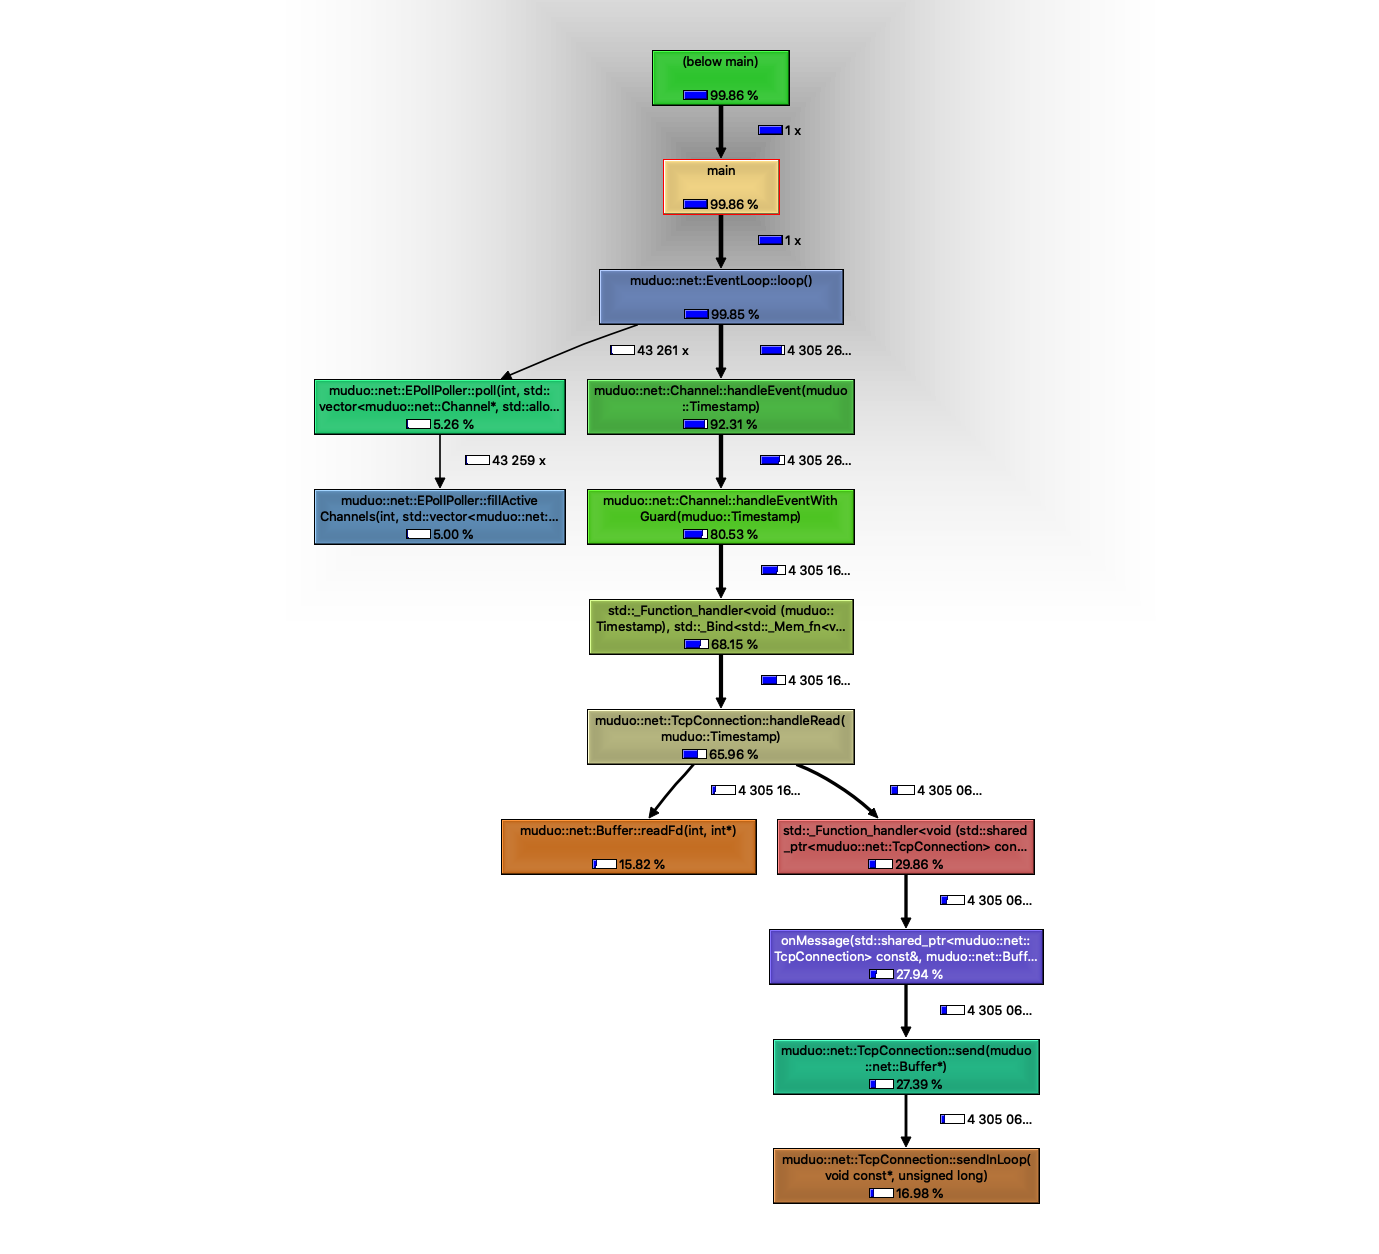 (below main)
99.86 %
1 x
main
99.86 %
1 x
muduo::net::EventLoop::loop()
99.85 %
43 261 x
4 305 26...
muduo::net::EPollPoller::poll(int, std::
vector<muduo::net::Channel*, std::allo...
5.26 %
muduo::net::Channel::handleEvent(muduo
::Timestamp)
92.31 %
43 259 x
4 305 26...
muduo::net::EPollPoller::fillActive
Channels(int, std::vector<muduo::net:...
5.00 %
muduo::net::Channel::handleEventWith
Guard(muduo::Timestamp)
80.53 %
4 305 16...
std::_Function_handler<void (muduo::
Timestamp), std::_Bind<std::_Mem_fn<v...
68.15 %
4 305 16...
muduo::net::TcpConnection::handleRead(
muduo::Timestamp)
65.96 %
4 305 16...
4 305 06...
muduo::net::Buffer::readFd(int, int*)
15.82 %
std::_Function_handler<void (std::shared
_ptr<muduo::net::TcpConnection> con...
29.86 %
4 305 06...
onMessage(std::shared_ptr<muduo::net::
TcpConnection> const&, muduo::net::Buff...
27.94 %
4 305 06...
muduo::net::TcpConnection::send(muduo
::net::Buffer*)
27.39 %
4 305 06...
muduo::net::TcpConnection::sendInLoop(
void const*, unsigned long)
16.98 %